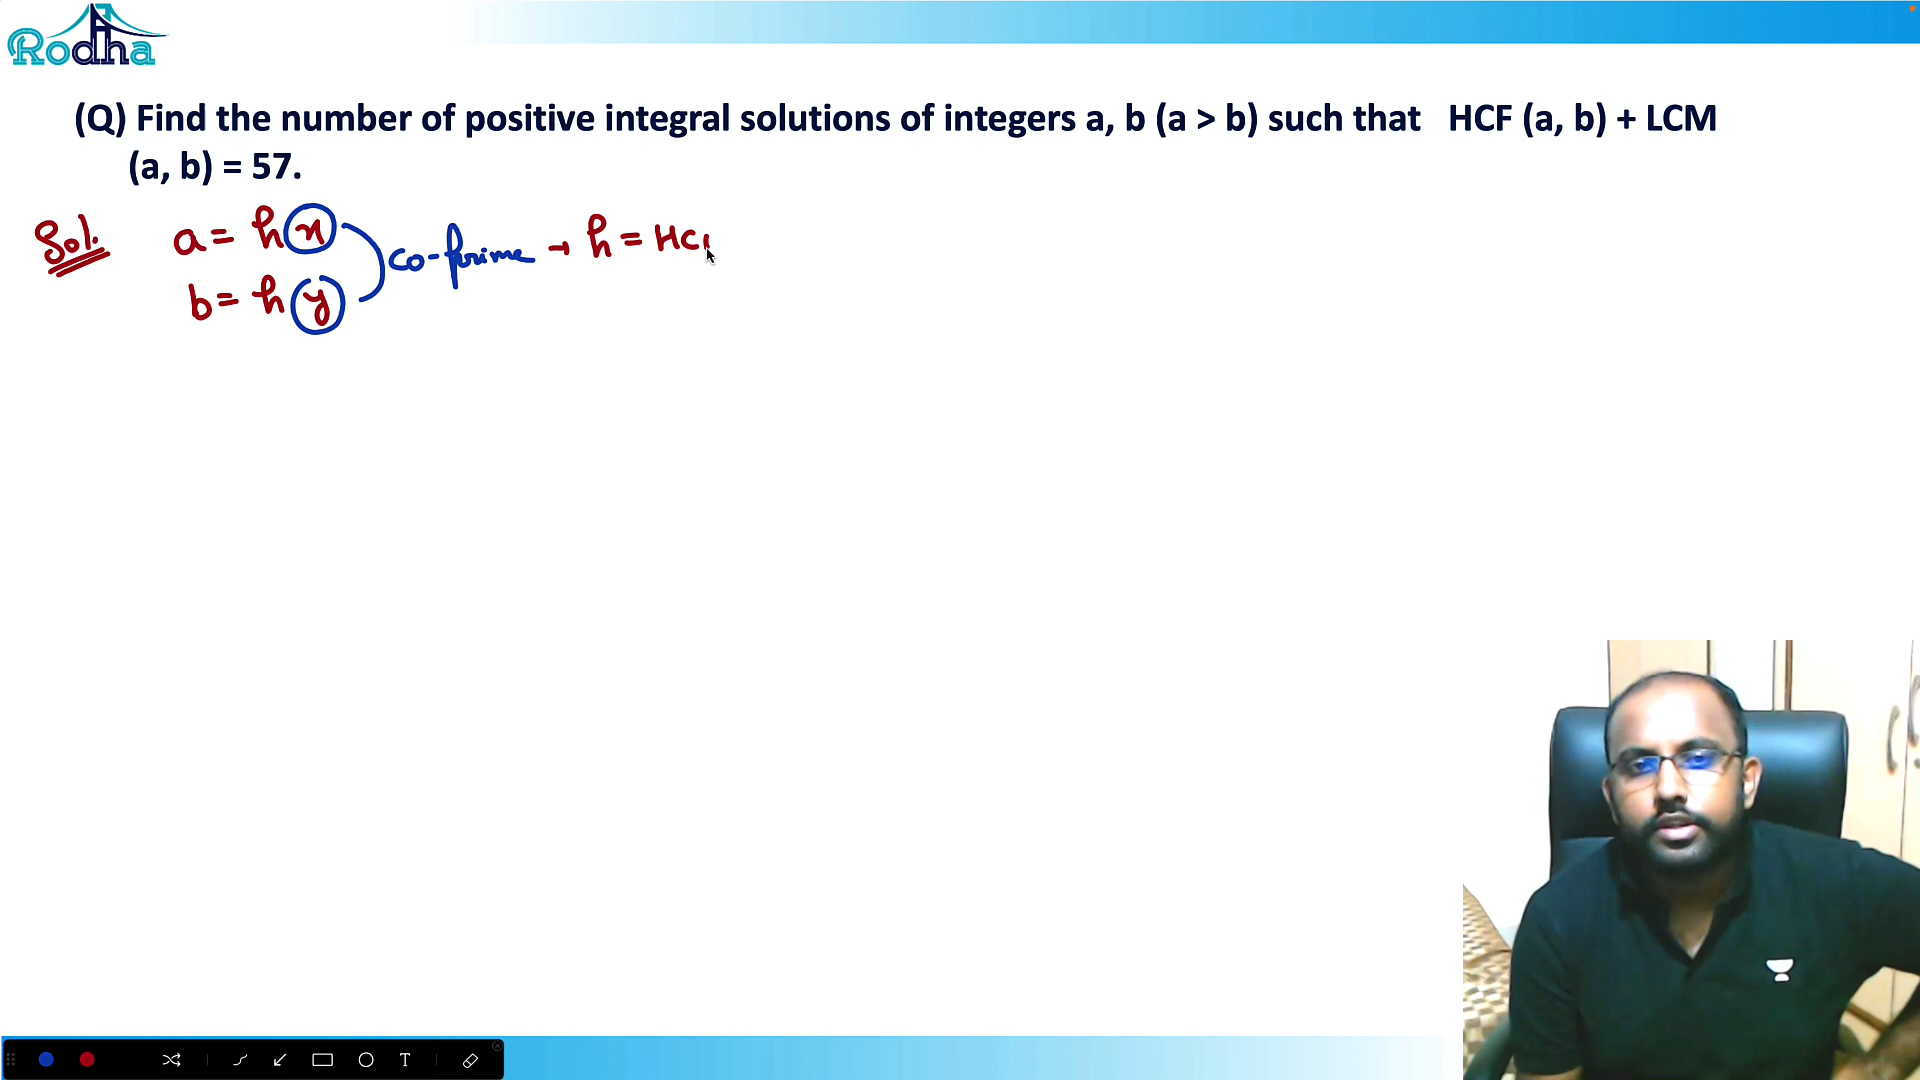 Rodha
(Q) Find the number of positive integral solutions of integers a, b (a > b) such that HCF (a, b) + LCM
(a, b) = 57.
Sol. a = h x co-prime → h = HC
b = h y
T